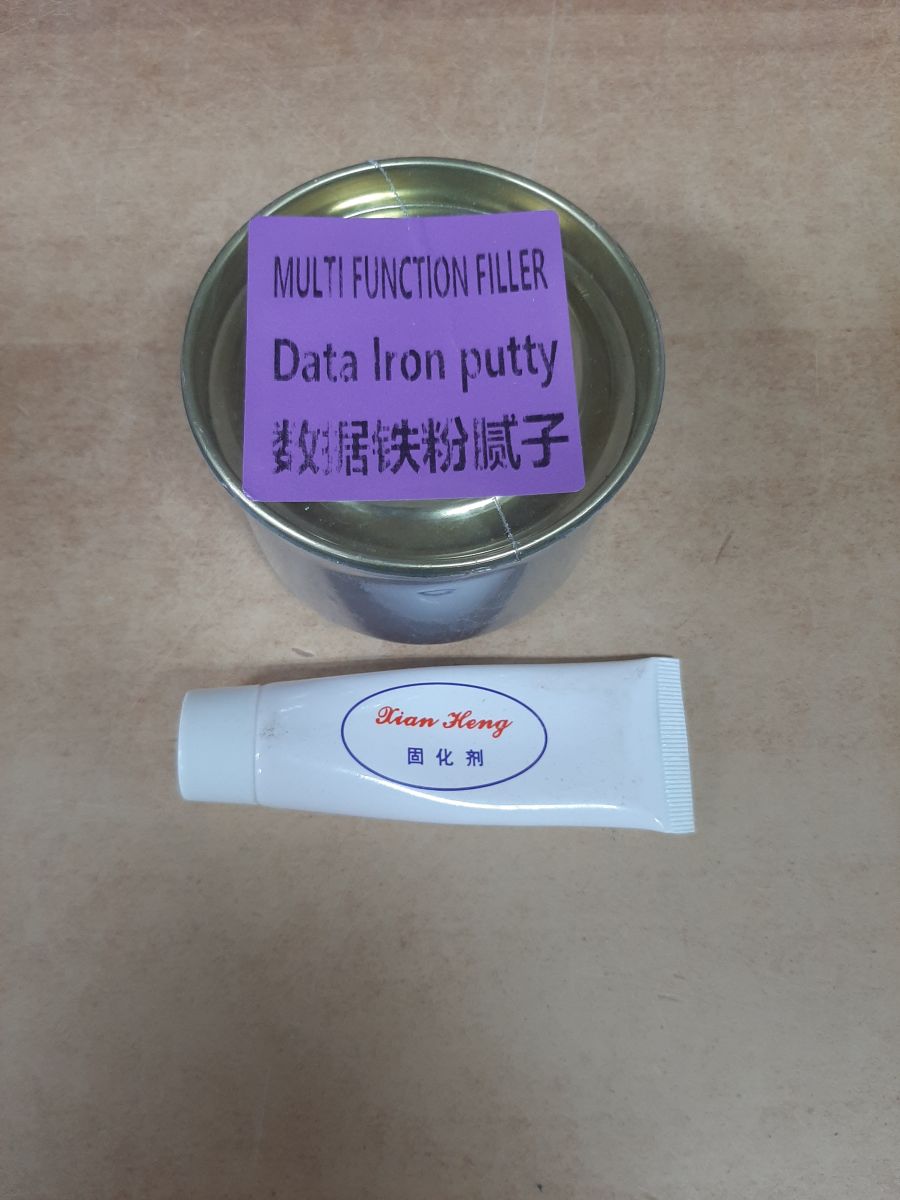 MULTI FUNCTION FILLER
Data Iron putty
数据铁粉腻子
Xian Heng
固化剂